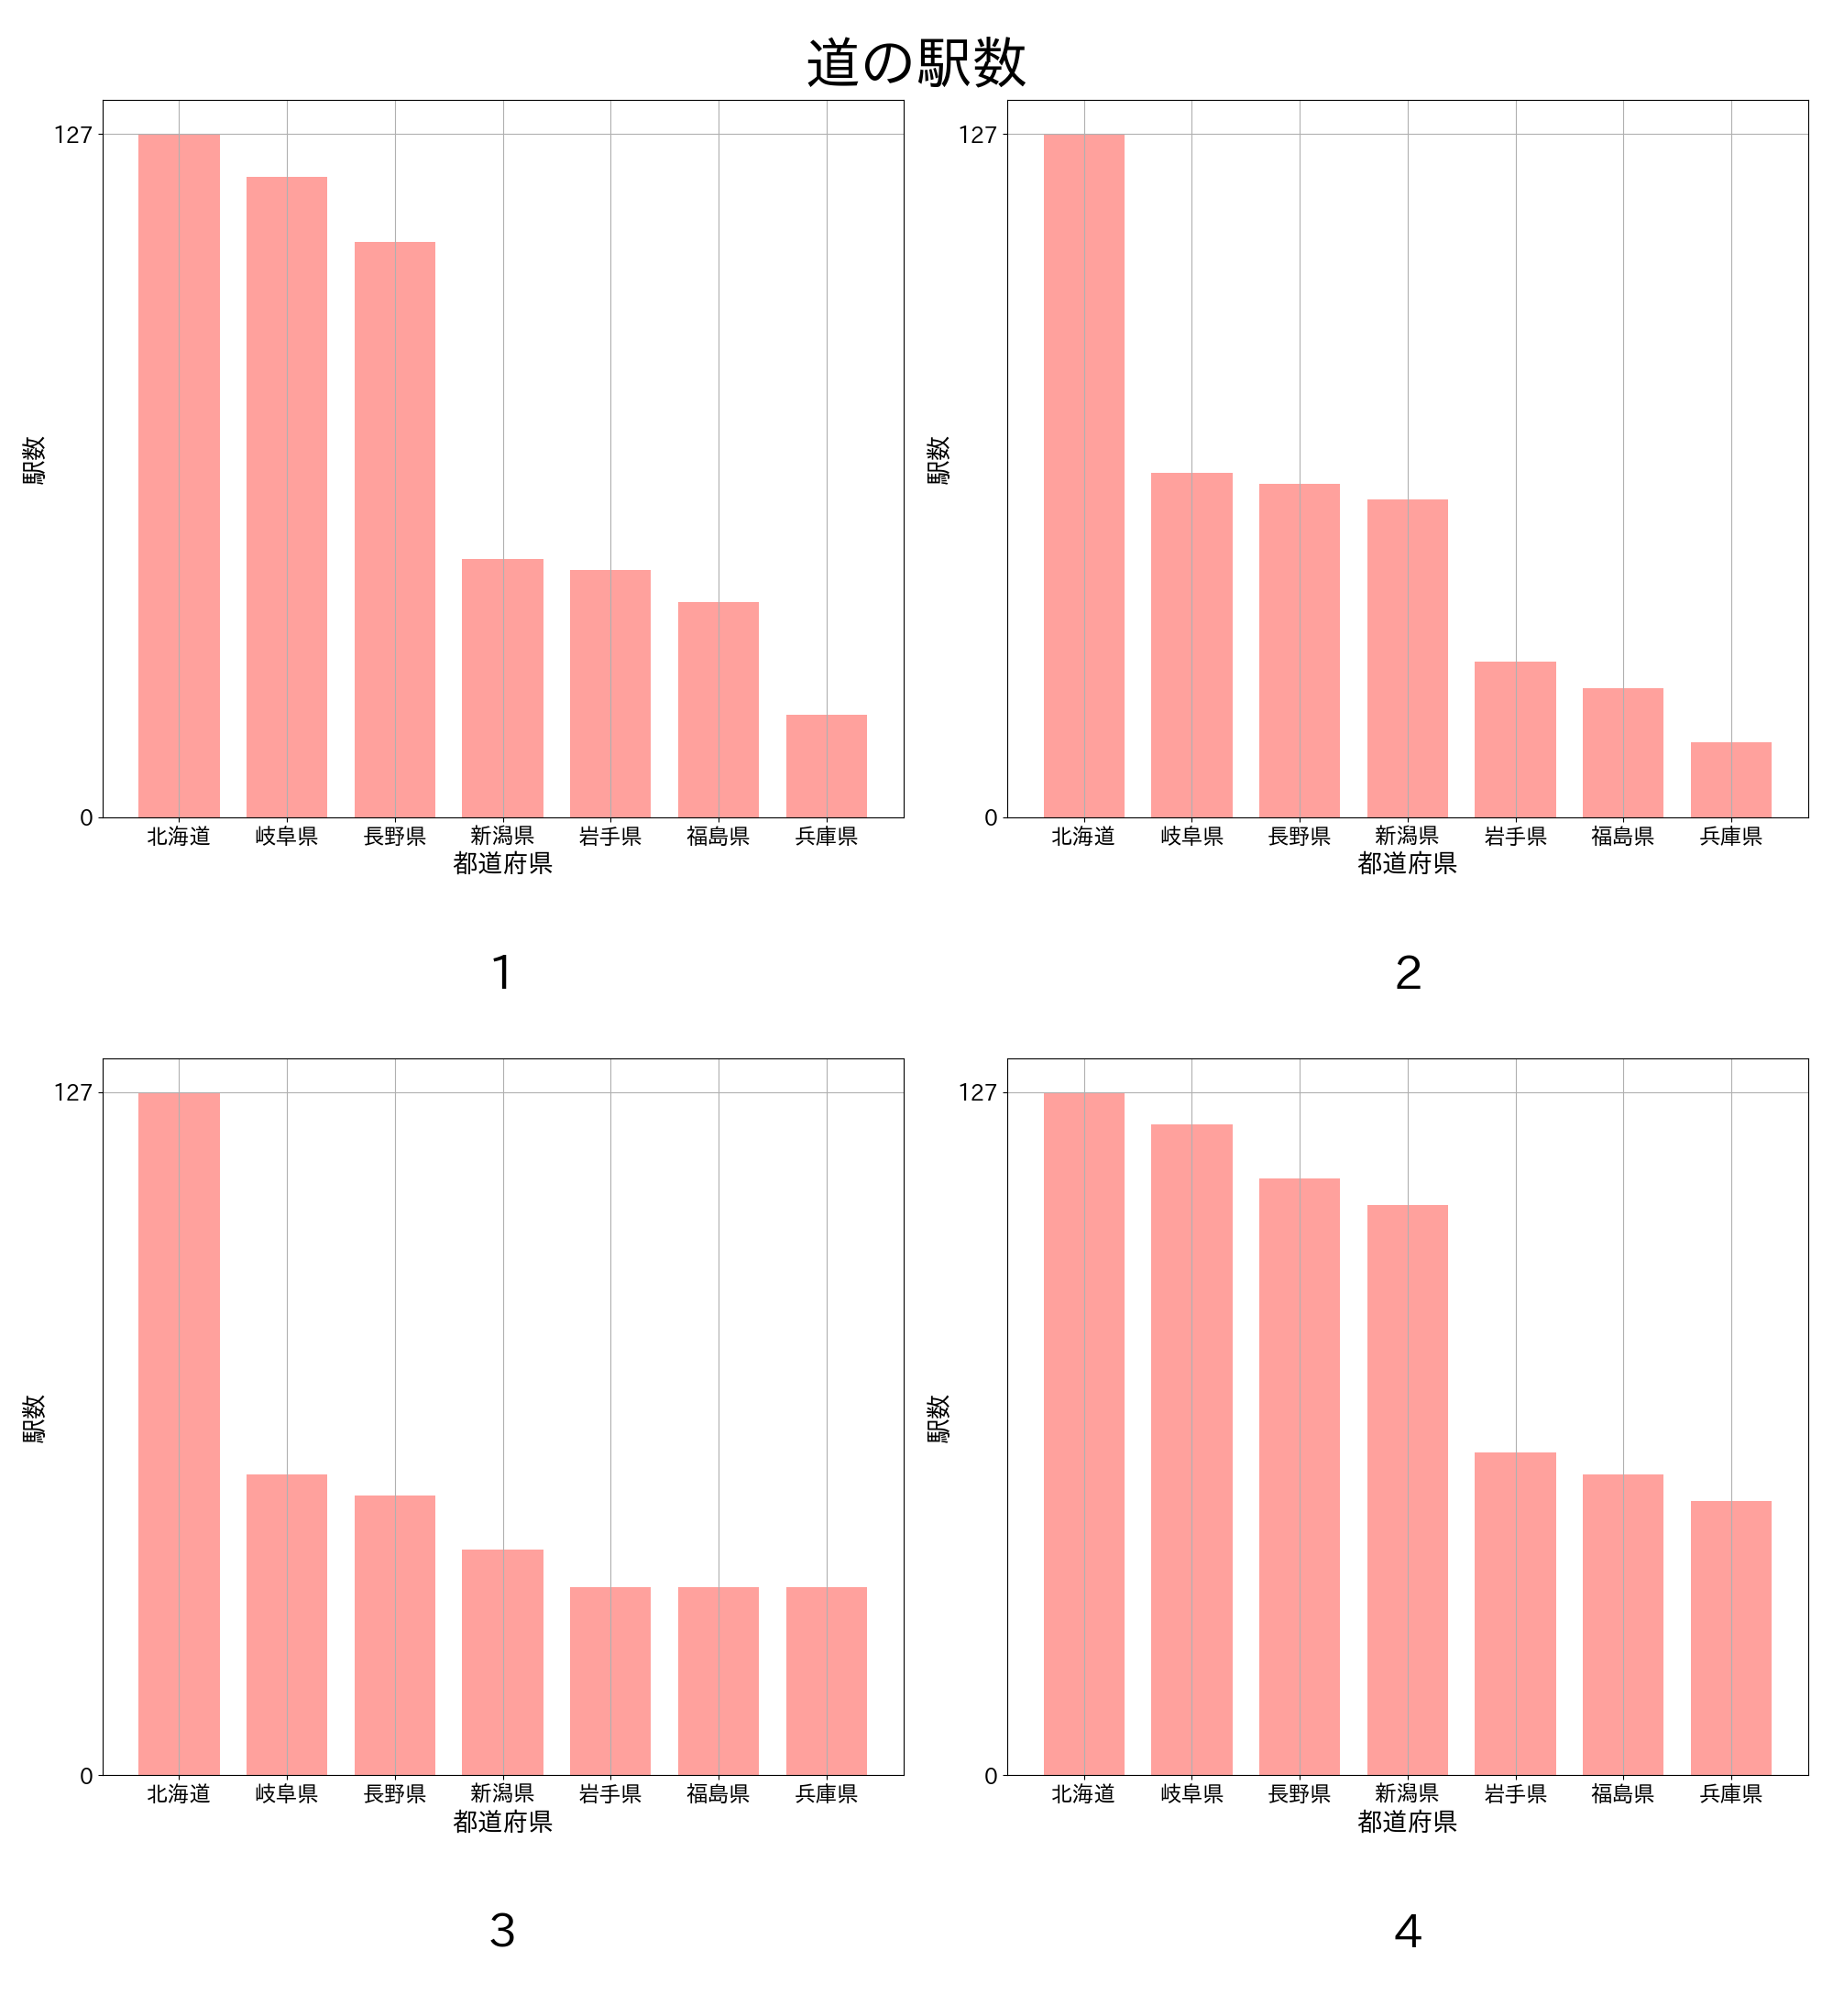 道の駅数
127
0
駅数
北海道 岐阜県 長野県 新潟県 岩手県 福島県 兵庫県
都道府県
1
127
0
駅数
北海道 岐阜県 長野県 新潟県 岩手県 福島県 兵庫県
都道府県
2
127
0
駅数
北海道 岐阜県 長野県 新潟県 岩手県 福島県 兵庫県
都道府県
3
127
0
駅数
北海道 岐阜県 長野県 新潟県 岩手県 福島県 兵庫県
都道府県
4